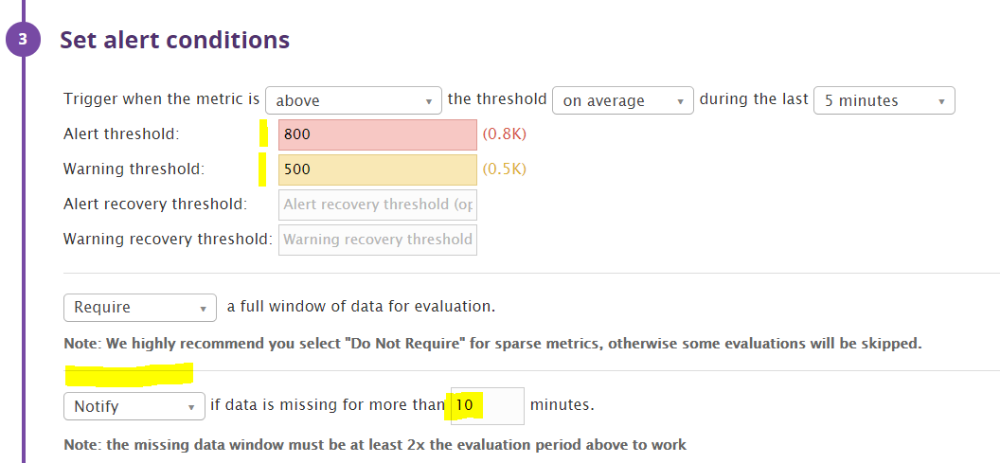 3 Set alert conditions
Trigger when the metric is above the threshold on average during the last 5 minutes
Alert threshold: 800 (0.8K)
Warning threshold: 500 (0.5K)
Alert recovery threshold: Alert recovery threshold (op
Warning recovery threshold: Warning recovery threshold
Require a full window of data for evaluation.
Note: We highly recommend you select "Do Not Require" for sparse metrics, otherwise some evaluations will be skipped.
Notify if data is missing for more than 10 minutes.
Note: the missing data window must be at least 2x the evaluation period above to work